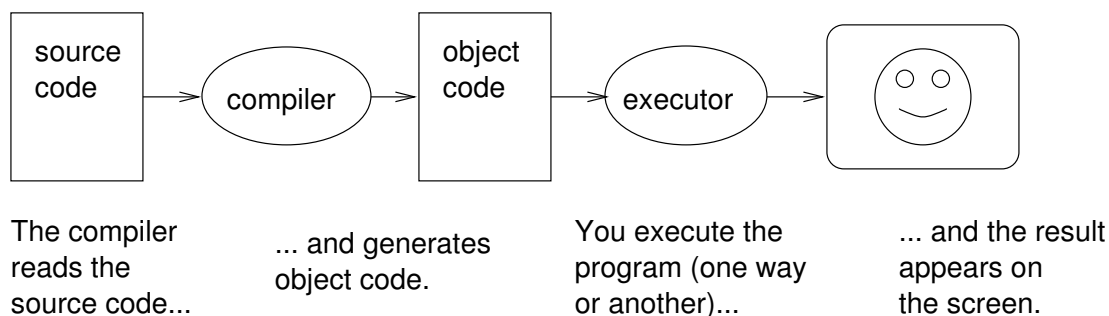 source
code
compiler
object
code
executor
The compiler
reads the
source code...
... and generates
object code.
You execute the
program (one way
or another)...
... and the result
appears on
the screen.